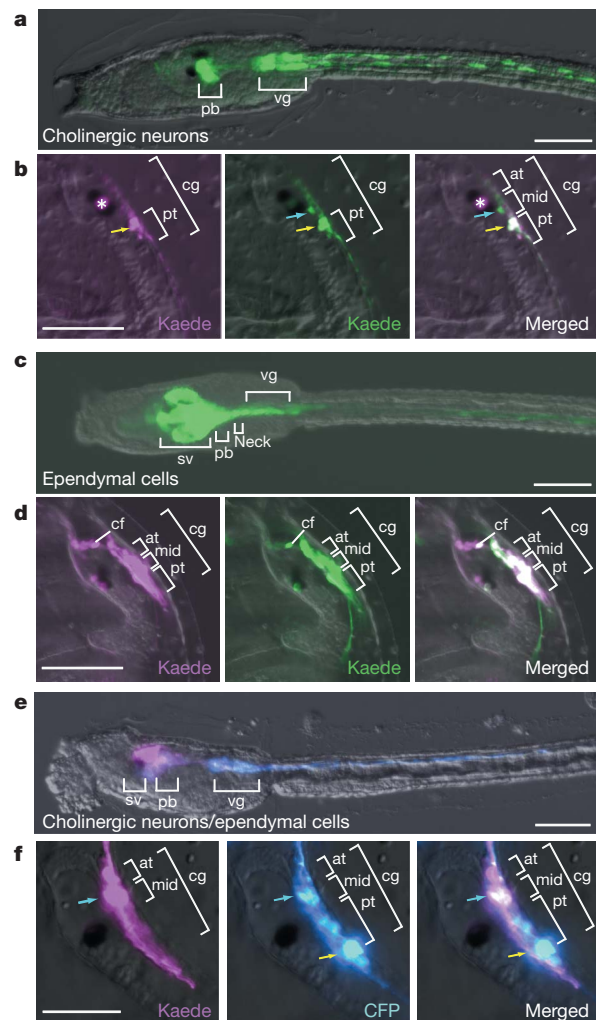 a
pb
vg
Cholinergic neurons
b
cg
pt
*
Kaede
cg
pt
Kaede
at
mid
pt
cg
*
Merged
c
vg
Neck
pb
sv
Ependymal cells
d
cf
at
mid
pt
cg
Kaede
cf
at
mid
pt
cg
Kaede
cf
at
mid
pt
cg
Merged
e
sv
pb
vg
Cholinergic neurons/ependymal cells
f
at
mid
cg
Kaede
at
mid
pt
cg
CFP
at
mid
pt
cg
Merged